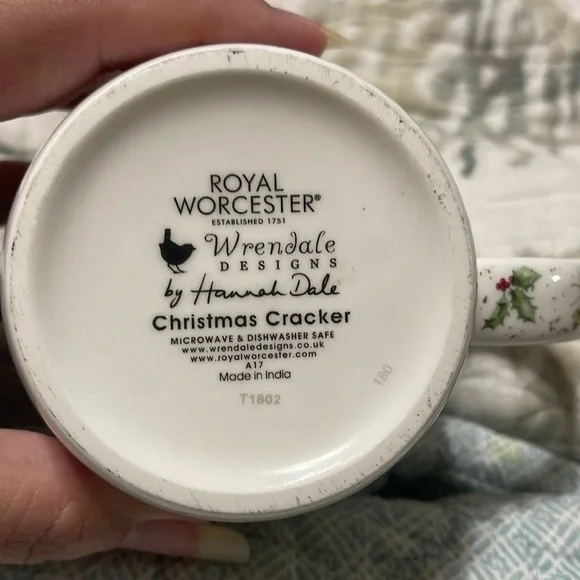 ROYAL
WORCESTER®
ESTABLISHED 1751
Wrendale
DESIGNS
by Hannah Dale
Christmas Cracker
MICROWAVE & DISHWASHER SAFE
www.wrendaledesigns.co.uk
www.royalworcester.com
A17
Made in India
T1802
180